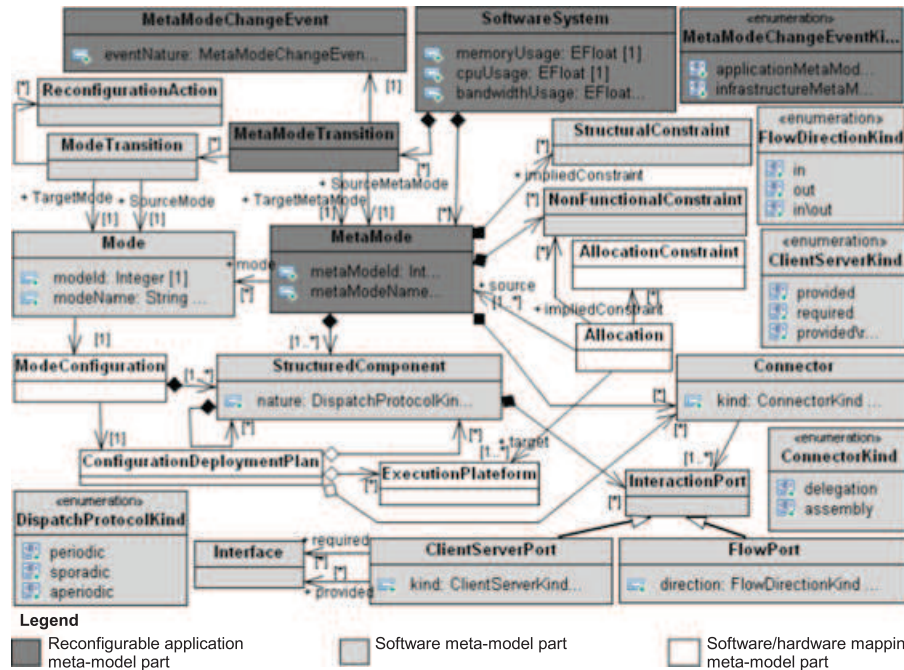 MetaModeChangeEvent
eventNature: MetaModeChangeEven...
SoftwareSystem
memoryUsage: EFloat [1]
cpuUsage: EFloat [1]
bandwidthUsage: EFloat...
«enumeration»
MetaModeChangeEventKi...
applicationMetaMod...
infrastructureMetaM...
[*]
ReconfigurationAction
[1]
ModeTransition
[*]
MetaModeTransition
[*]
StructuralConstraint
«enumeration»
FlowDirectionKind
in
out
in\out
+ TargetMode
+ SourceMode
[1]
[1]
+ SourceMetaMode
+ TargetMetaMode
[1]
[1]
[*]
[*]
+ impliedConstraint
NonFunctionalConstraint
[*]
Mode
modeId: Integer [1]
modeName: String ...
+ mode
[*]
MetaMode
metaModeId: Int...
metaModeName...
AllocationConstraint
[*]
«enumeration»
ClientServerKind
provided
required
provided\r...
+ source
[1..*]
+ impliedConstraint
Allocation
[1]
[1..*]
ModeConfiguration
[1..*]
StructuredComponent
nature: DispatchProtocolKin...
Connector
kind: ConnectorKind ...
[*]
[*]
[1]
[*]
[*]
+ target
[1..*]
[1..*]
ConfigurationDeploymentPlan
[*]
ExecutionPlateform
InteractionPort
[*]
«enumeration»
ConnectorKind
delegation
assembly
«enumeration»
DispatchProtocolKind
periodic
sporadic
aperiodic
Interface
+ required
[*]
[*]
+ provided
ClientServerPort
kind: ClientServerKind...
FlowPort
direction: FlowDirectionKind ...
Legend
Reconfigurable application
meta-model part
Software meta-model part
Software/hardware mappin
meta-model part